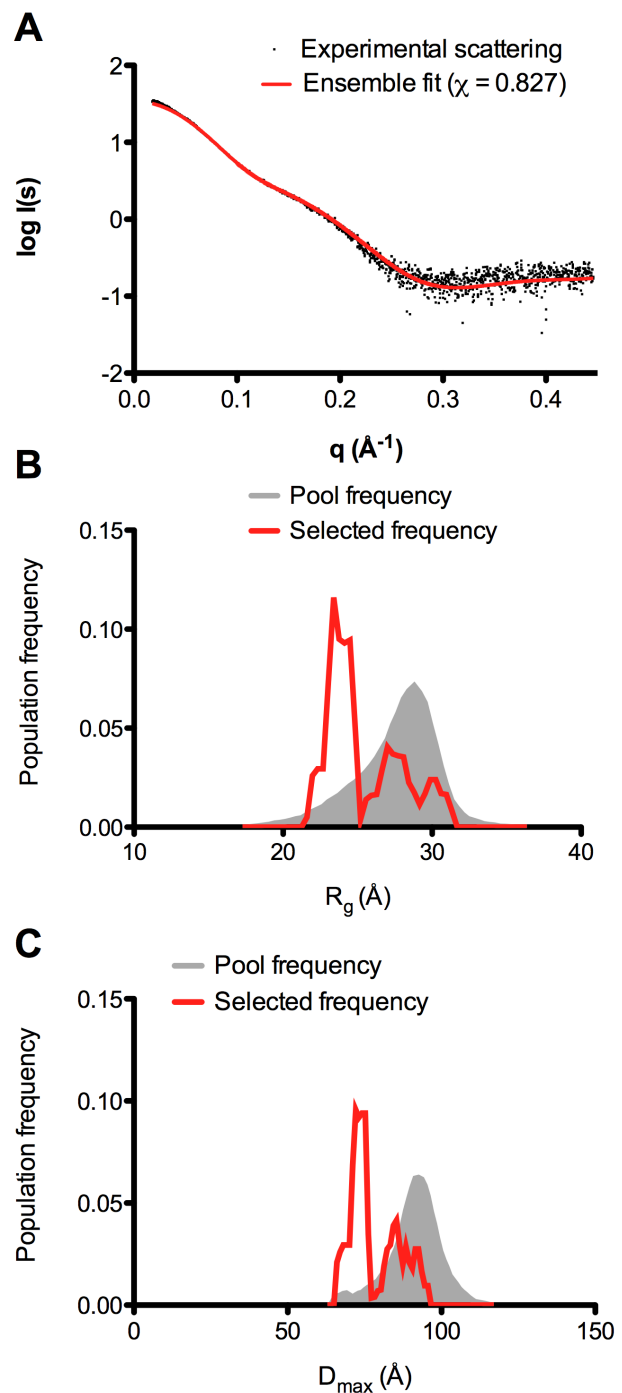 A
Experimental scattering
Ensemble fit (χ = 0.827)
2
1
0
-1
-2
log I(s)
0.0 0.1 0.2 0.3 0.4
q (Å-1)
B
Pool frequency
Selected frequency
0.15
0.10
0.05
0.00
Population frequency
10 20 30 40
Rg (Å)
C
Pool frequency
Selected frequency
0.15
0.10
0.05
0.00
Population frequency
0 50 100 150
Dmax (Å)